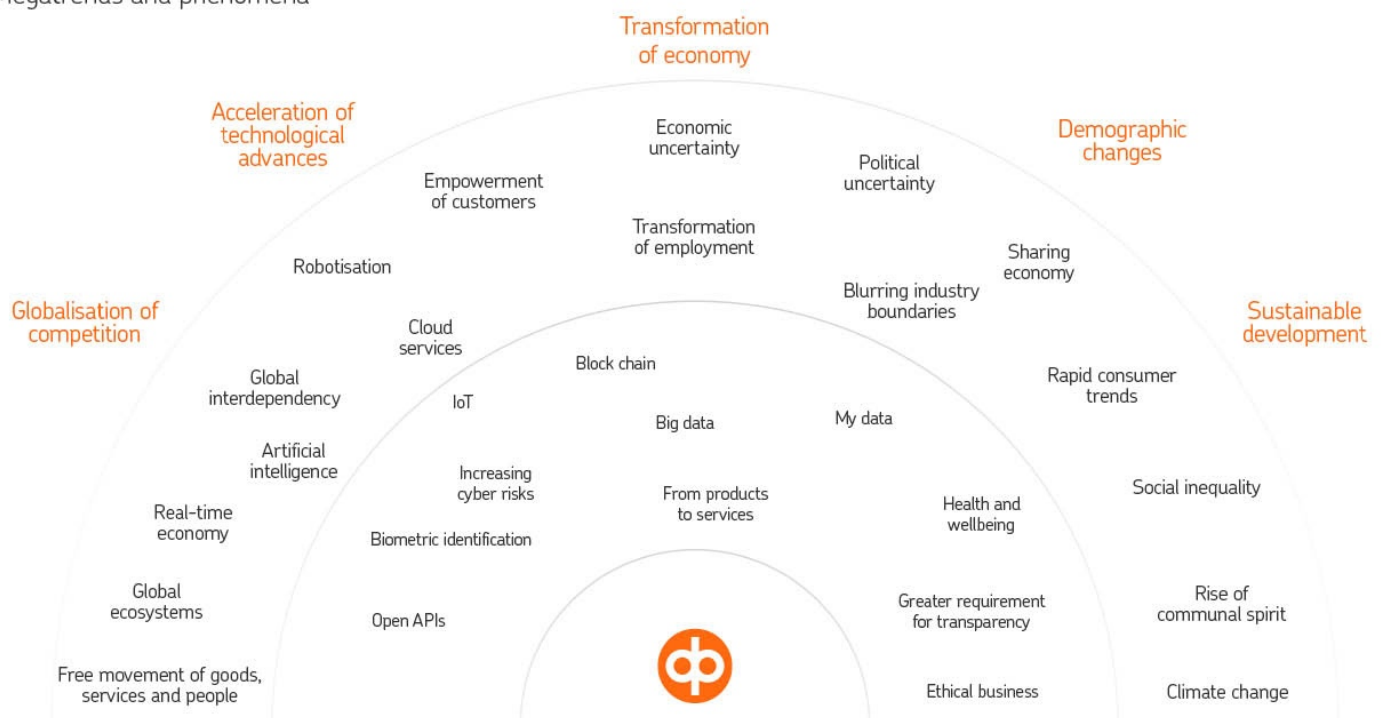 Megatrends and phenomena
Transformation
of economy
Acceleration of
technological
advances
Demographic
changes
Globalisation of
competition
Sustainable
development
Economic
uncertainty
Political
uncertainty
Empowerment
of customers
Transformation
of employment
Sharing
economy
Robotisation
Blurring industry
boundaries
Cloud
services
Rapid consumer
trends
Global
interdependency
Artificial
intelligence
Social inequality
Real-time
economy
Global
ecosystems
Rise of
communal spirit
Free movement of goods,
services and people
Climate change
Block chain
IoT
Big data
My data
Increasing
cyber risks
From products
to services
Health and
wellbeing
Biometric identification
Greater requirement
for transparency
Open APIs
Ethical business